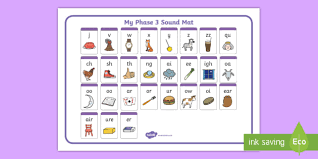 My Phase 3 Sound Mat
j v w x y z zz qu
ch sh th ng ai ee igh oa
oo oo ar or ur ow oi ear
air ure er
twinkl
ink saving Eco